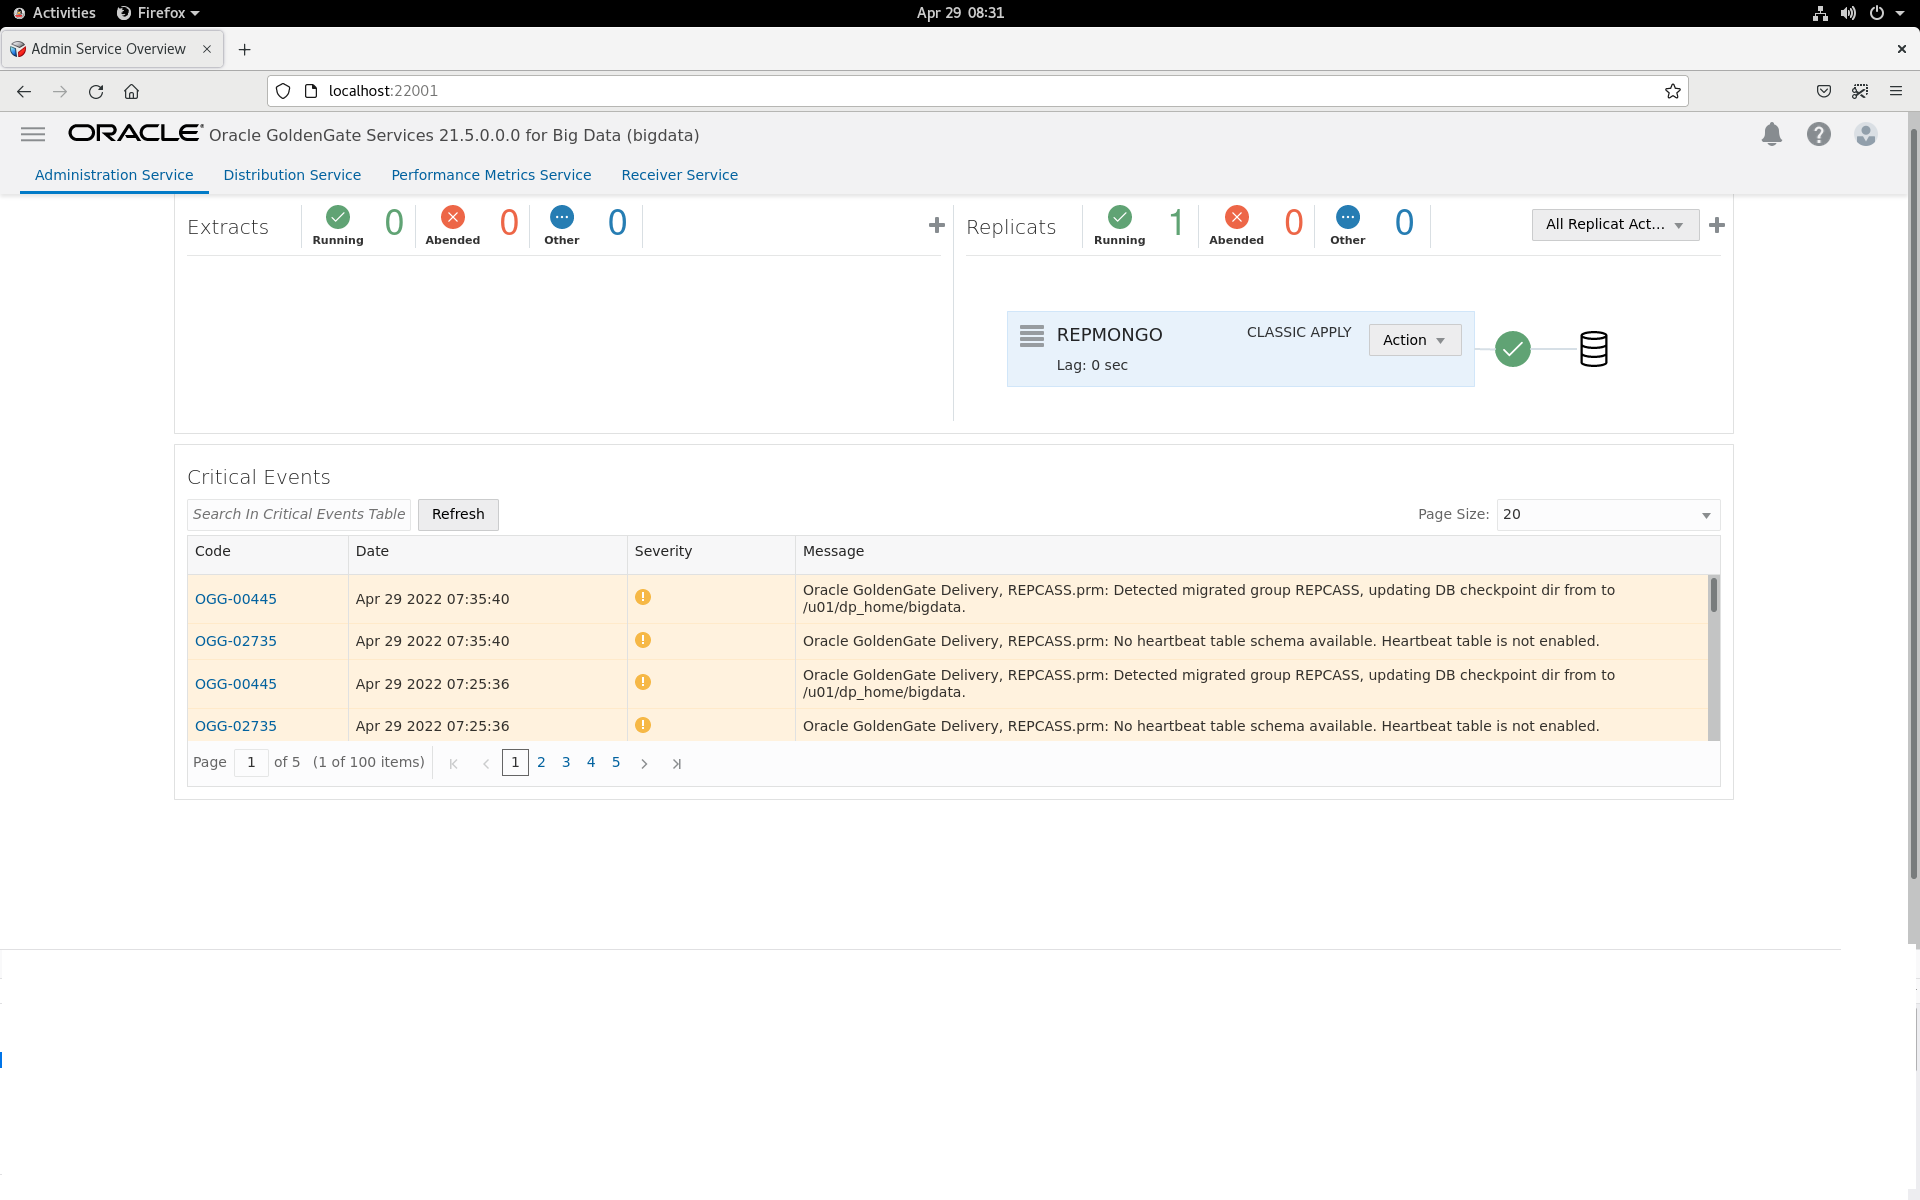 Activities Firefox Apr 29 08:31
Admin Service Overview
localhost:22001
ORACLE Oracle GoldenGate Services 21.5.0.0.0 for Big Data (bigdata)
Administration Service Distribution Service Performance Metrics Service Receiver Service
Extracts Running 0 Abended 0 Other 0
Replicats Running 1 Abended 0 Other 0 All Replicat Act...
REPMONGO CLASSIC APPLY Action
Lag: 0 sec
Critical Events
Search In Critical Events Table Refresh Page Size: 20
Code Date Severity Message
OGG-00445 Apr 29 2022 07:35:40 Oracle GoldenGate Delivery, REPCASS.prm: Detected migrated group REPCASS, updating DB checkpoint dir from to
/u01/dp_home/bigdata.
OGG-02735 Apr 29 2022 07:35:40 Oracle GoldenGate Delivery, REPCASS.prm: No heartbeat table schema available. Heartbeat table is not enabled.
OGG-00445 Apr 29 2022 07:25:36 Oracle GoldenGate Delivery, REPCASS.prm: Detected migrated group REPCASS, updating DB checkpoint dir from to
/u01/dp_home/bigdata.
OGG-02735 Apr 29 2022 07:25:36 Oracle GoldenGate Delivery, REPCASS.prm: No heartbeat table schema available. Heartbeat table is not enabled.
Page 1 of 5 (1 of 100 items) 1 2 3 4 5